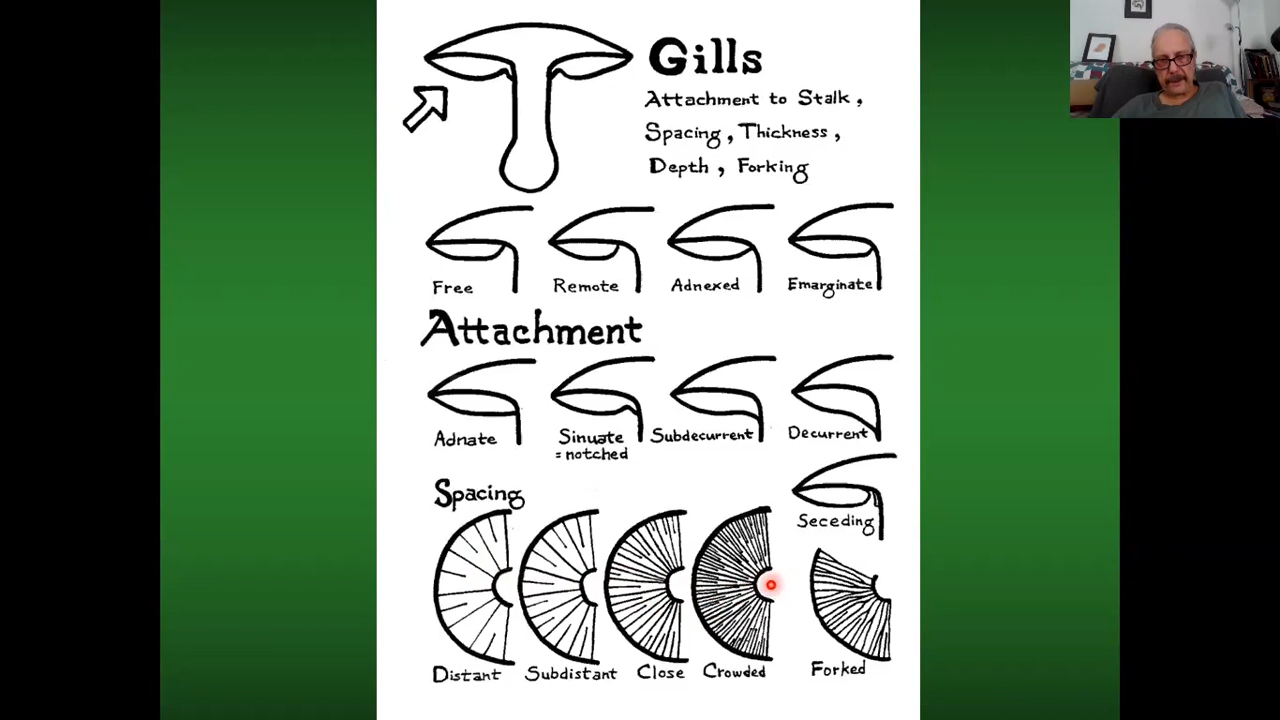 Gills
Attachment to Stalk,
Spacing, Thickness,
Depth, Forking
Free Remote Adnexed Emarginate
Attachment
Adnate Sinuate Subdecurrent Decurrent
= notched
Spacing
Seceding
Distant Subdistant Close Crowded Forked